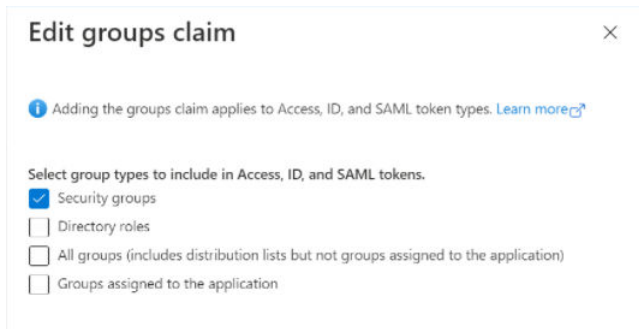 Edit groups claim
Adding the groups claim applies to Access, ID, and SAML token types. Learn more
Select group types to include in Access, ID, and SAML tokens.
Security groups
Directory roles
All groups (includes distribution lists but not groups assigned to the application)
Groups assigned to the application